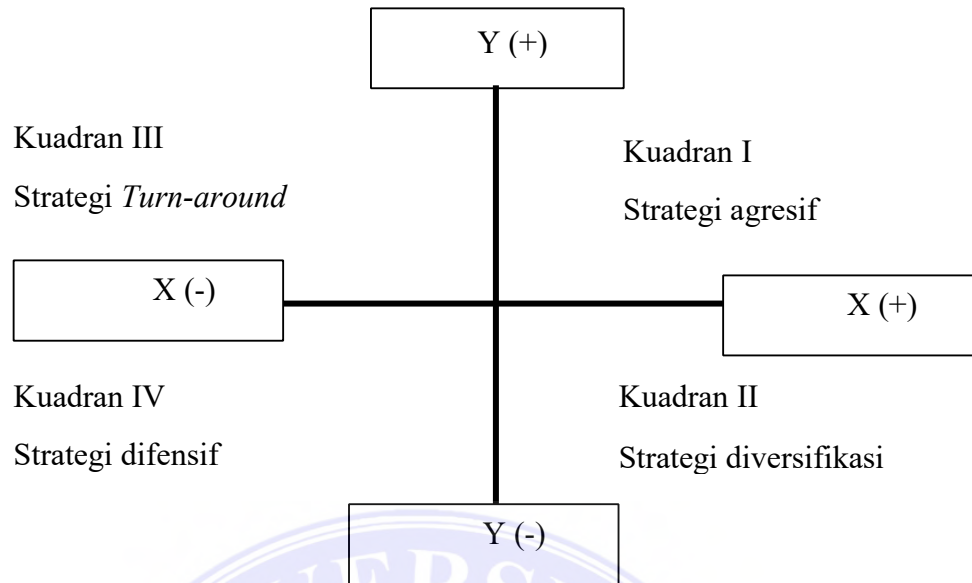 Y (+)
Kuadran III
Strategi Turn-around
Kuadran I
Strategi agresif
X (-)
X (+)
Kuadran IV
Strategi difensif
Kuadran II
Strategi diversifikasi
Y (-)